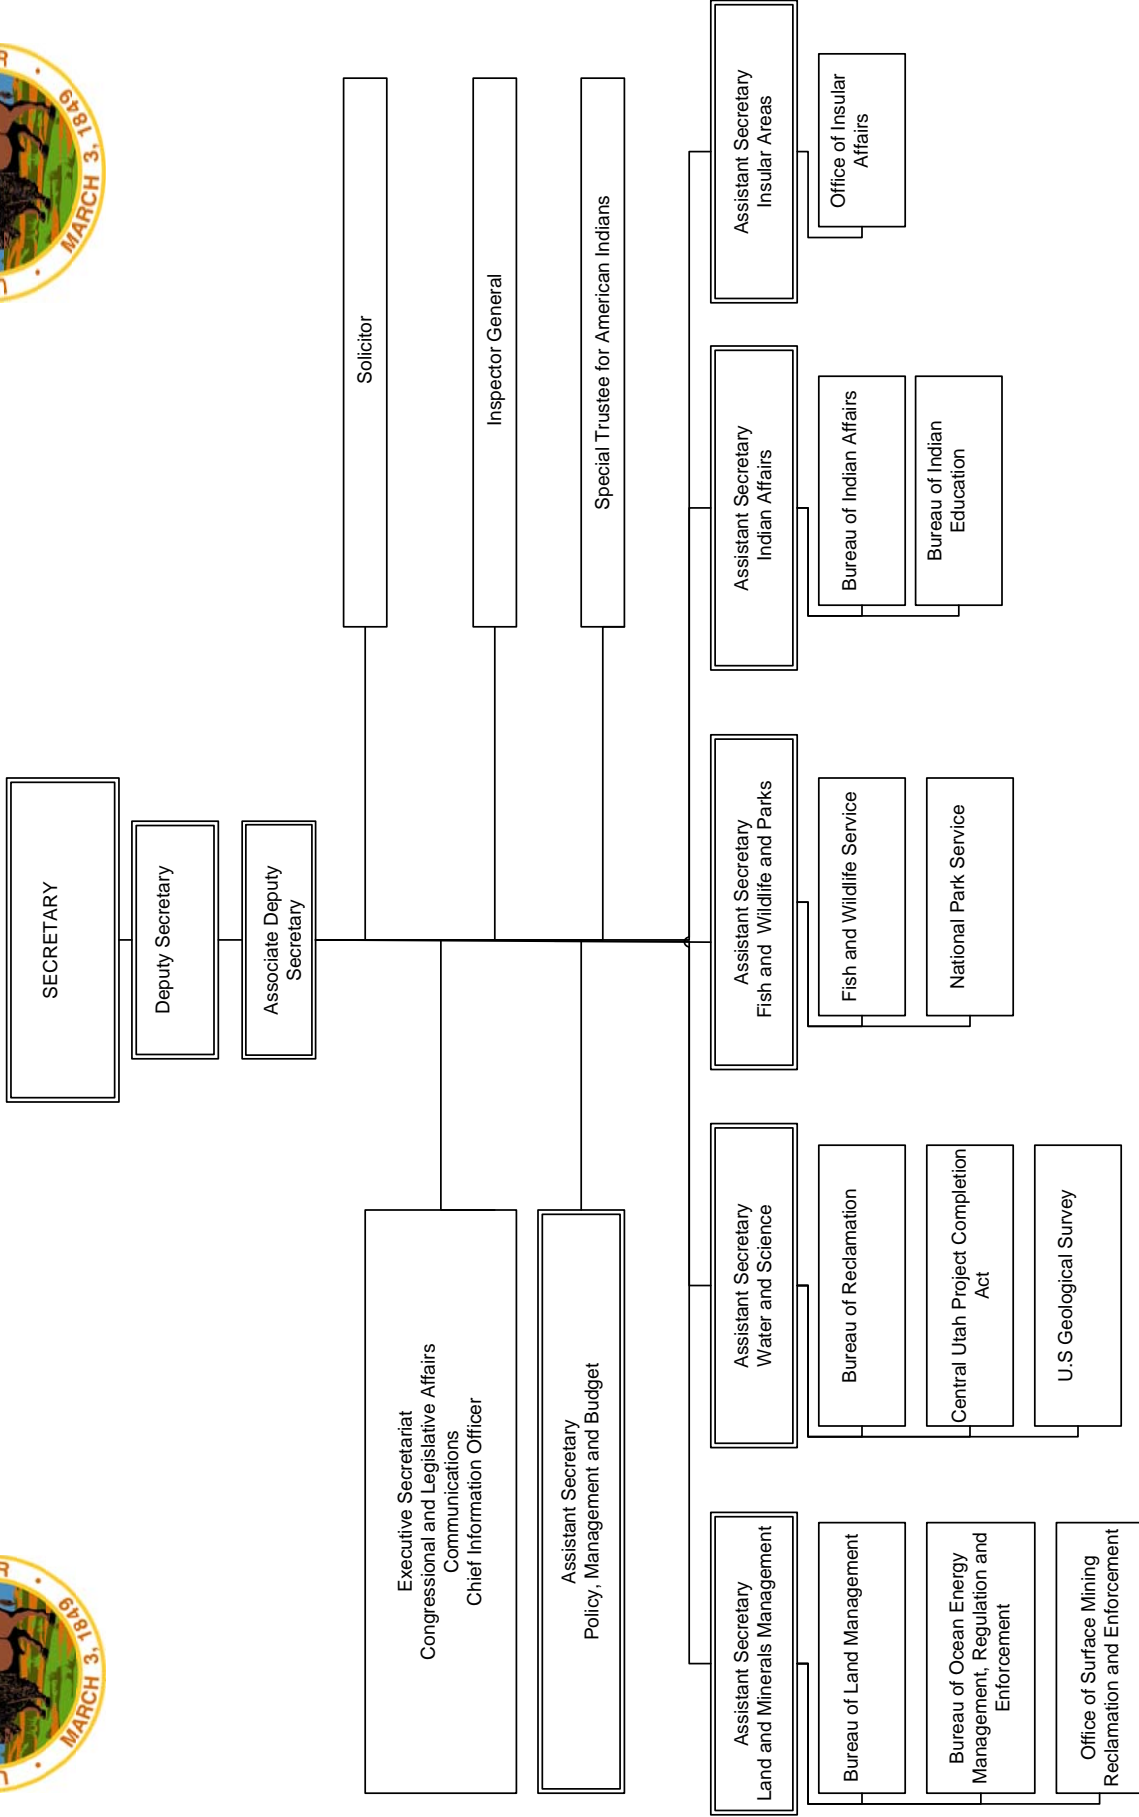 MARCH 3, 1849
MARCH 3, 1849
SECRETARY
Deputy Secretary
Associate Deputy
Secretary
Executive Secretariat
Congressional and Legislative Affairs
Communications
Chief Information Officer
Assistant Secretary
Policy, Management and Budget
Solicitor
Inspector General
Special Trustee for American Indians
Assistant Secretary
Land and Minerals Management
Bureau of Land Management
Bureau of Ocean Energy
Management, Regulation and
Enforcement
Office of Surface Mining
Reclamation and Enforcement
Assistant Secretary
Water and Science
Bureau of Reclamation
Central Utah Project Completion
Act
U.S Geological Survey
Assistant Secretary
Fish and Wildlife and Parks
Fish and Wildlife Service
National Park Service
Assistant Secretary
Indian Affairs
Bureau of Indian Affairs
Bureau of Indian
Education
Assistant Secretary
Insular Areas
Office of Insular
Affairs